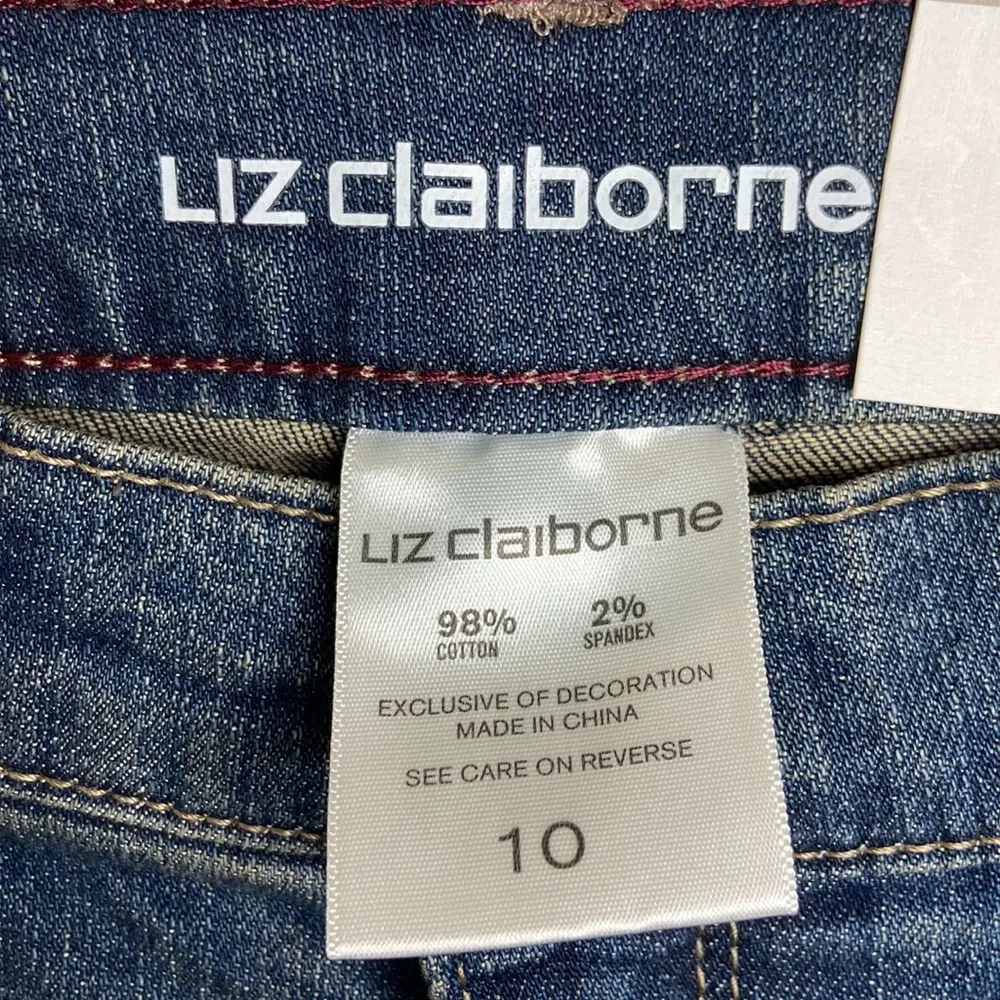 LIZ claiborne
LIZ claiborne
98% 2%
COTTON SPANDEX
EXCLUSIVE OF DECORATION
MADE IN CHINA
SEE CARE ON REVERSE
10